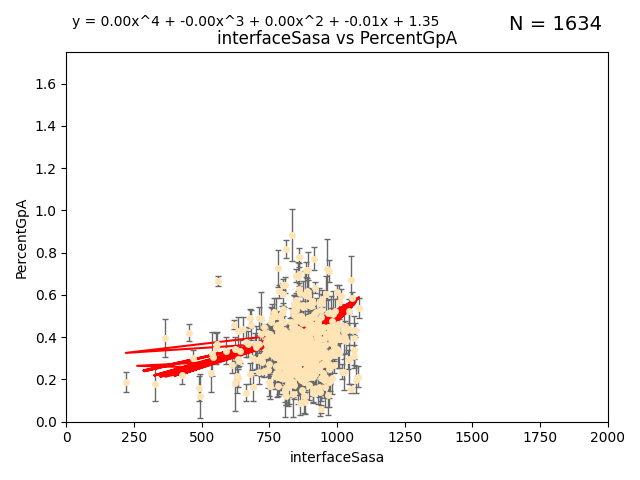 y = 0.00x^4 + -0.00x^3 + 0.00x^2 + -0.01x + 1.35
N = 1634
interfaceSasa vs PercentGpA
1.6
1.4
1.2
1.0
0.8
0.6
0.4
0.2
0.0
PercentGpA
0 250 500 750 1000 1250 1500 1750 2000
interfaceSasa